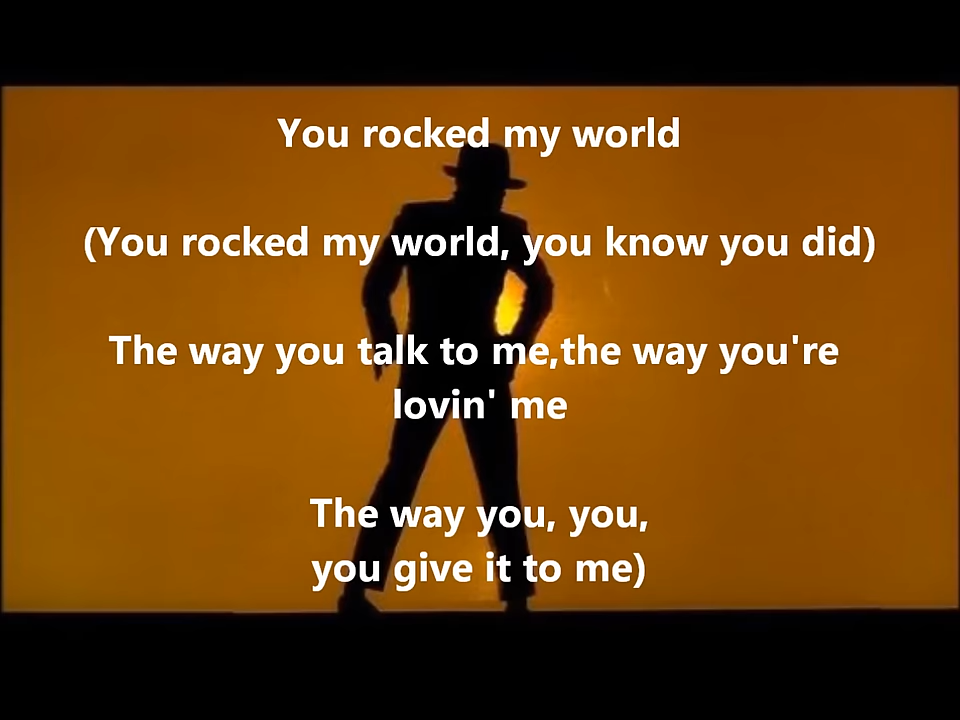 You rocked my world
(You rocked my world, you know you did)
The way you talk to me,the way you're
lovin' me
The way you, you,
you give it to me)